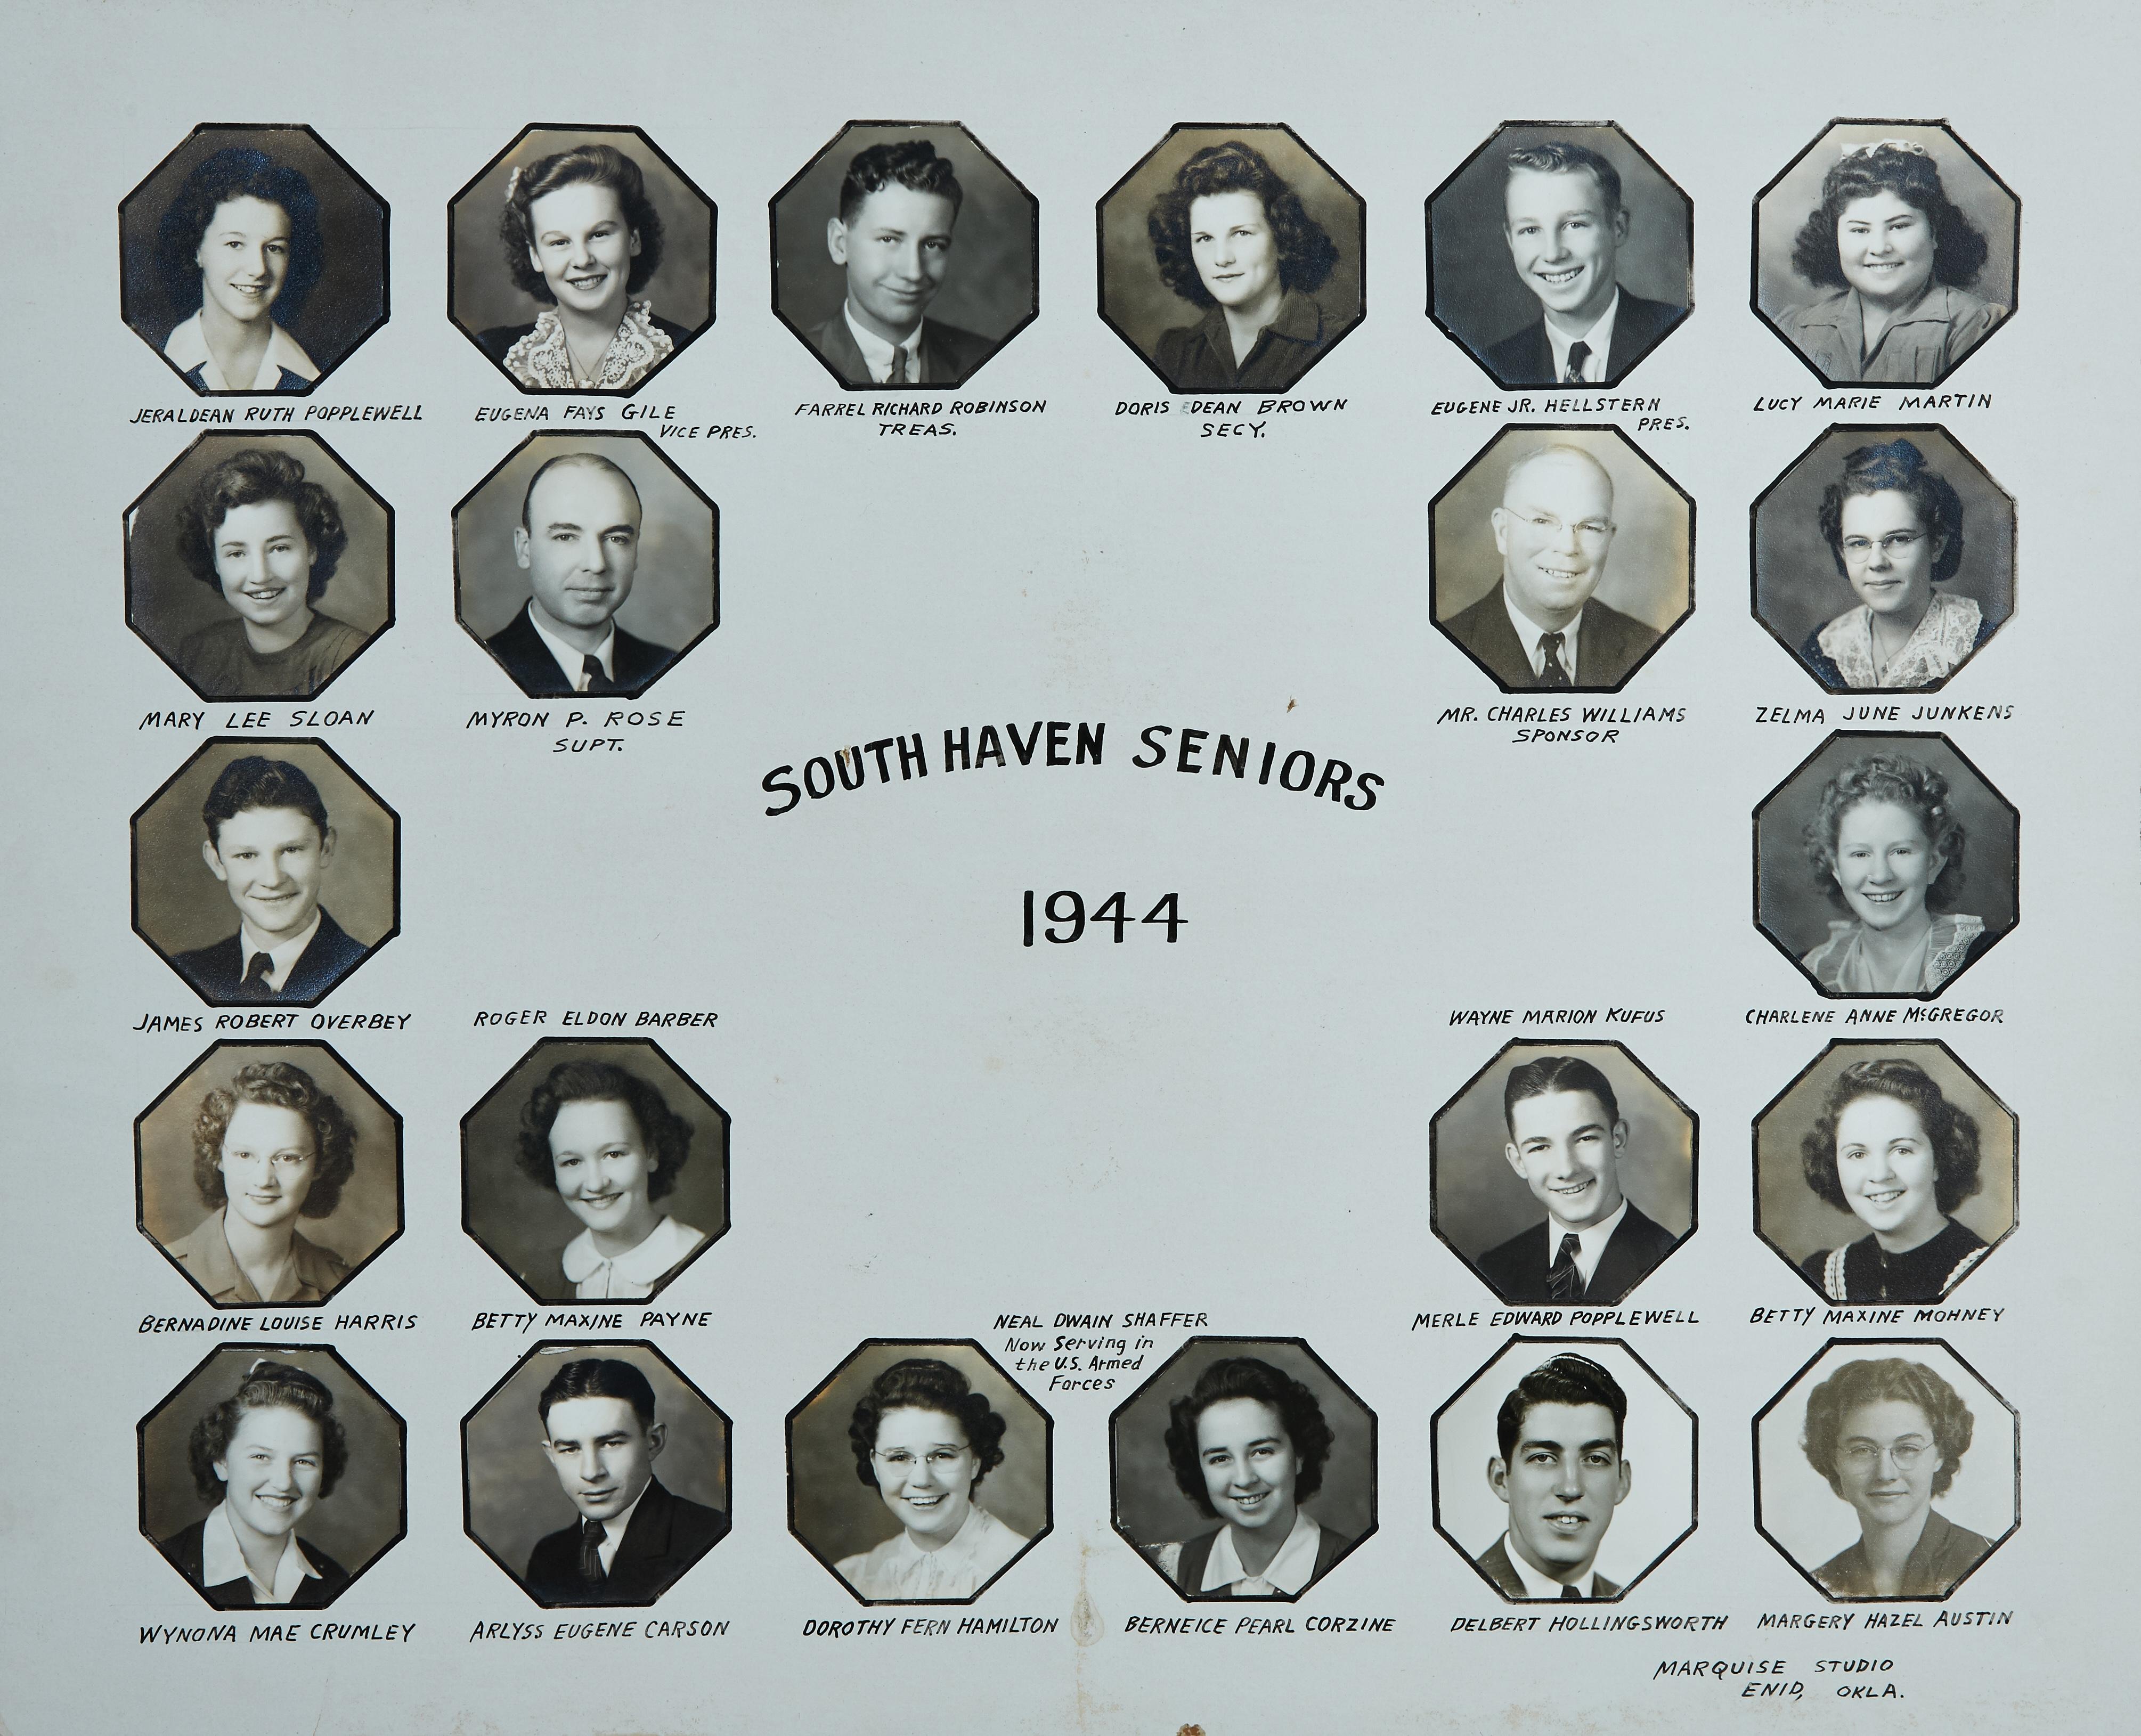 JERALDEAN RUTH POPPLEWELL
EUGENA FAYS GILE
VICE PRES.
FARREL RICHARD ROBINSON
TREAS.
DORIS DEAN BROWN
SECY.
EUGENE JR. HELLSTERN
PRES.
LUCY MARIE MARTIN
MARY LEE SLOAN
MYRON P. ROSE
SUPT.
MR. CHARLES WILLIAMS
SPONSOR
ZELMA JUNE JUNKENS
SOUTH HAVEN SENIORS
1944
JAMES ROBERT OVERBEY
ROGER ELDON BARBER
WAYNE MARION KUFUS
CHARLENE ANNE McGREGOR
BERNADINE LOUISE HARRIS
BETTY MAXINE PAYNE
NEAL DWAIN SHAFFER
Now Serving in
the U.S. Armed
Forces
MERLE EDWARD POPPLEWELL
BETTY MAXINE MOHNEY
WYNONA MAE CRUMLEY
ARLYSS EUGENE CARSON
DOROTHY FERN HAMILTON
BERNEICE PEARL CORZINE
DELBERT HOLLINGSWORTH
MARGERY HAZEL AUSTIN
MARQUISE STUDIO
ENID, OKLA.